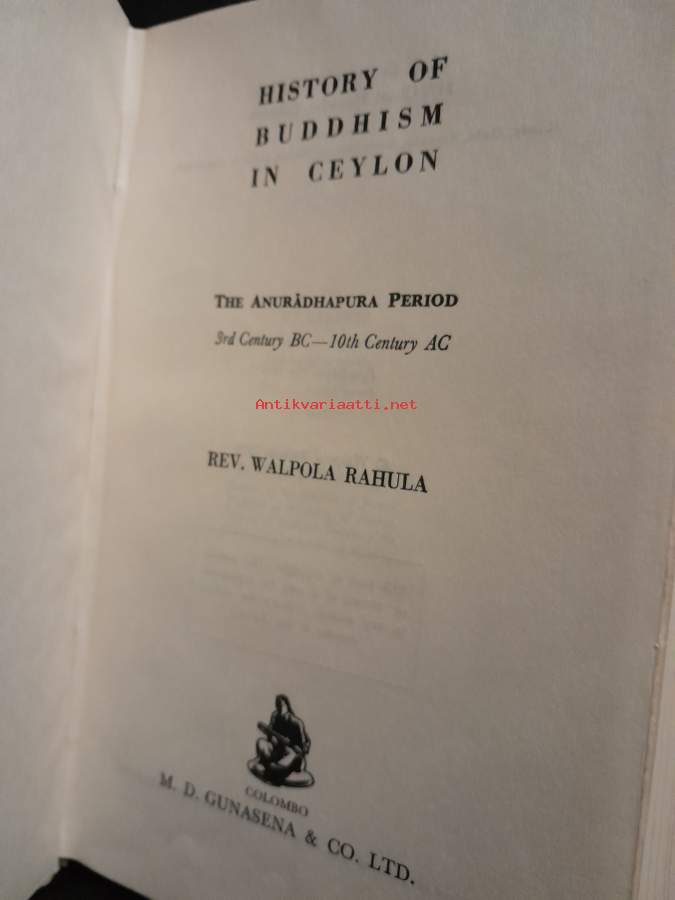 HISTORY OF
BUDDHISM
IN CEYLON
THE ANURĀDHAPURA PERIOD
3rd Century BC—10th Century AC
Antikvariaatti.net
REV. WALPOLA RAHULA
COLOMBO
M. D. GUNASENA & CO. LTD.